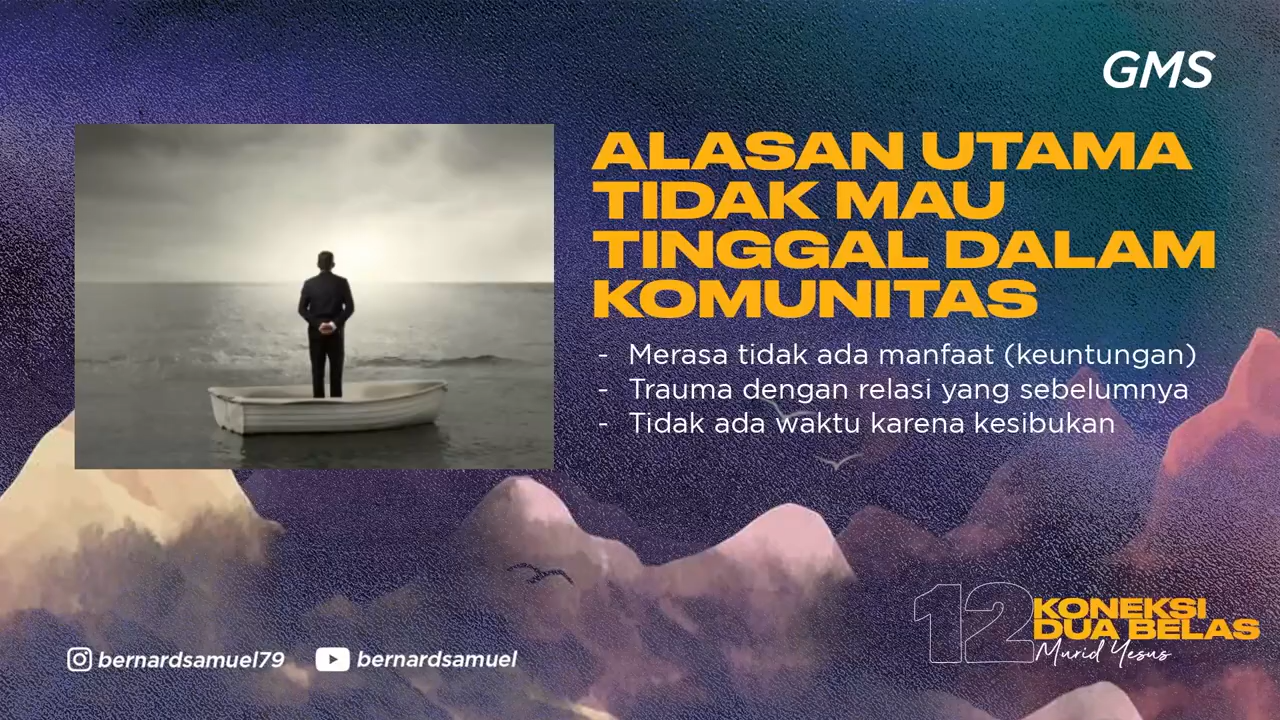 GMS
ALASAN UTAMA
TIDAK MAU
TINGGAL DALAM
KOMUNITAS
- Merasa tidak ada manfaat (keuntungan)
- Trauma dengan relasi yang sebelumnya
- Tidak ada waktu karena kesibukan
12 KONEKSI
DUA BELAS
Murid Yesus
bernardsamuel79 bernardsamuel